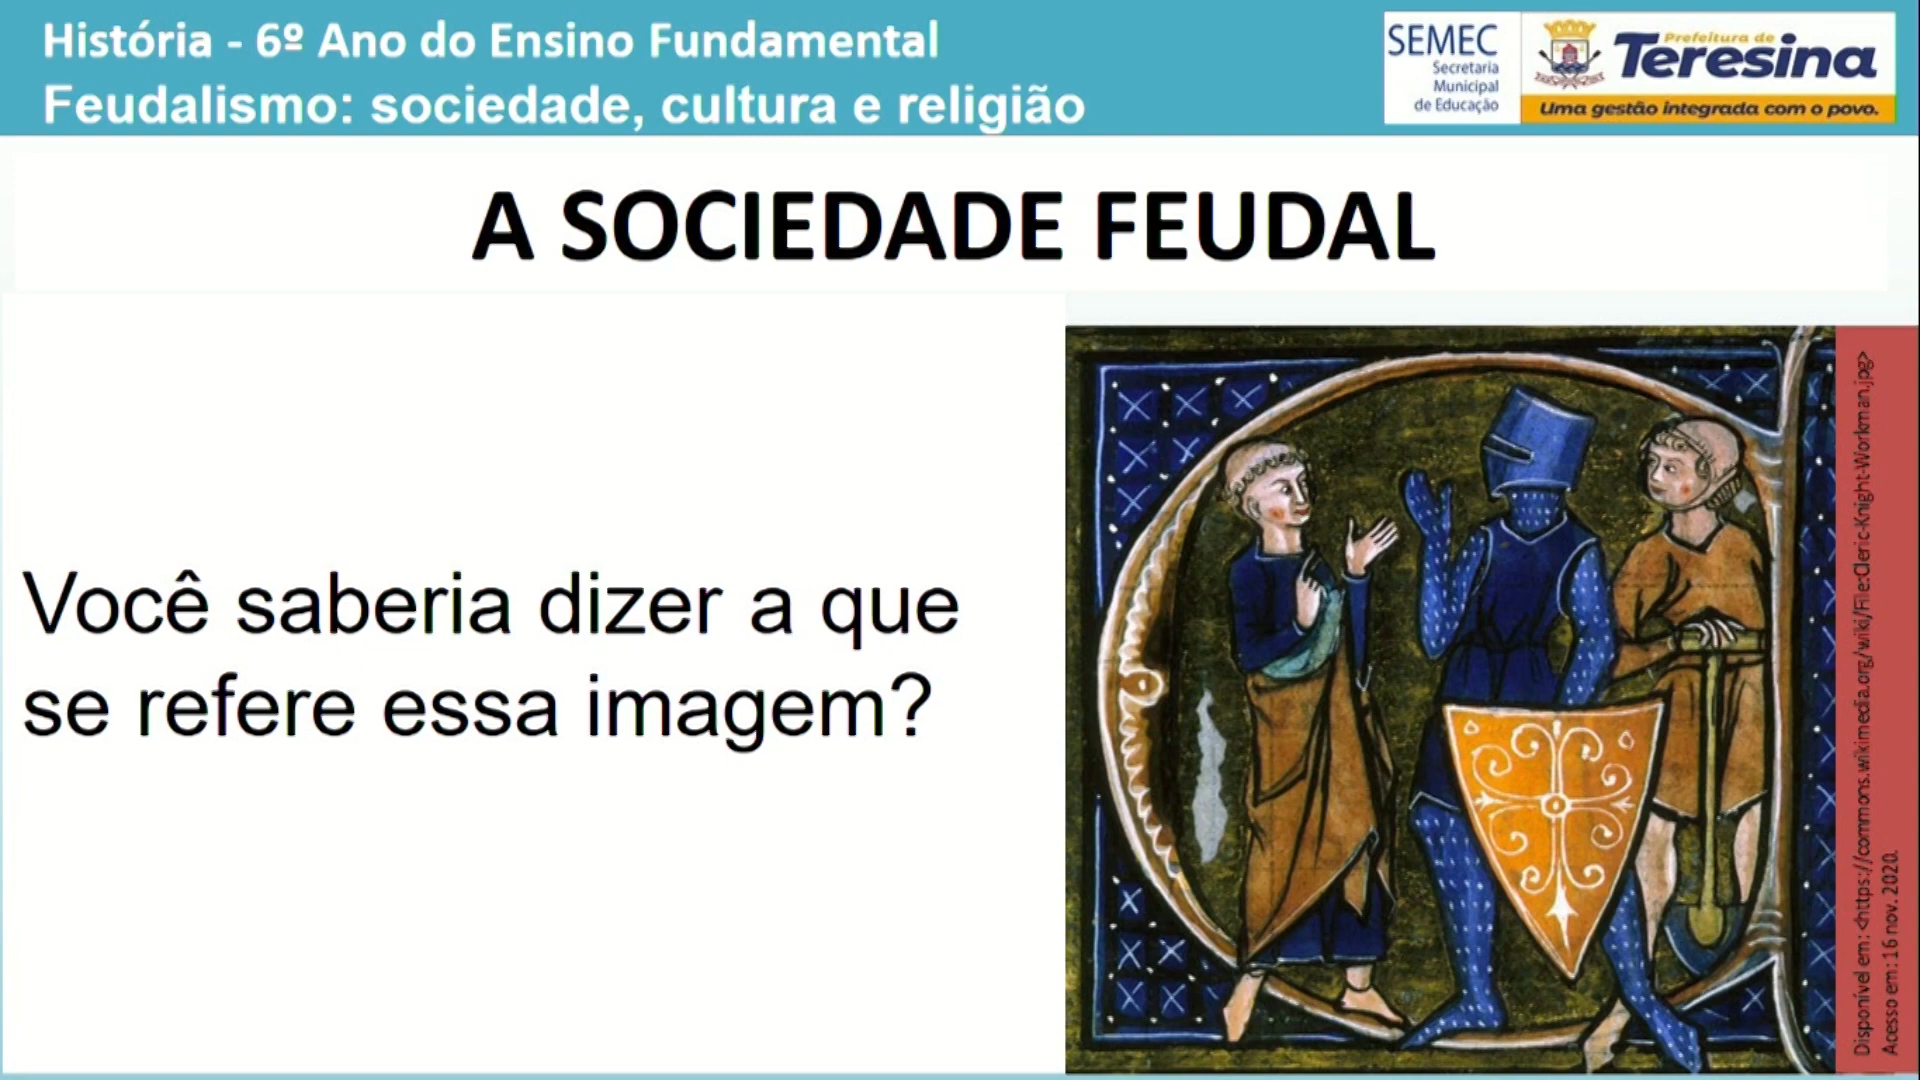 História - 6º Ano do Ensino Fundamental
Feudalismo: sociedade, cultura e religião
SEMEC
Secretaria
Municipal
de Educação
Prefeitura de
Teresina
Uma gestão integrada com o povo.
A SOCIEDADE FEUDAL
Você saberia dizer a que
se refere essa imagem?
Disponível em: <https://commons.wikimedia.org/wiki/File:Cleric-Knight-Workman.jpg>
Acesso em: 16 nov. 2020.